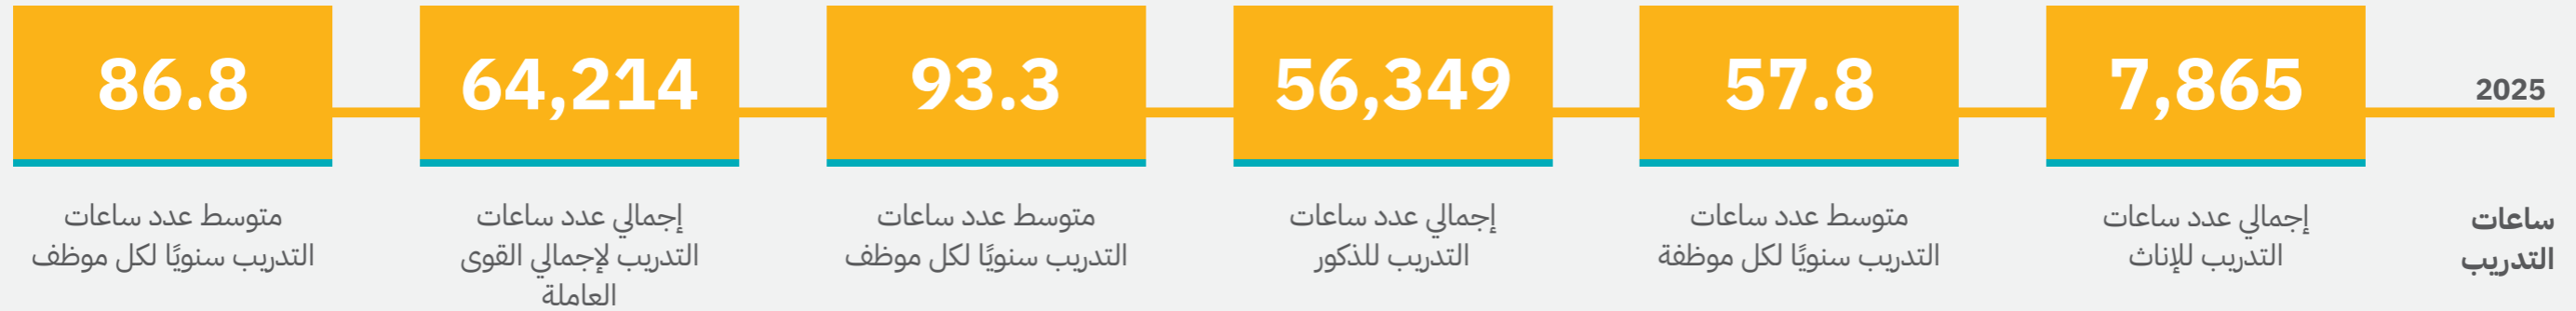 2025
ساعات
التدريب
7,865
إجمالي عدد ساعات
التدريب للإناث
57.8
متوسط عدد ساعات
التدريب سنويًا لكل موظفة
56,349
إجمالي عدد ساعات
التدريب للذكور
93.3
متوسط عدد ساعات
التدريب سنويًا لكل موظف
64,214
إجمالي عدد ساعات
التدريب لإجمالي القوى
العاملة
86.8
متوسط عدد ساعات
التدريب سنويًا لكل موظف